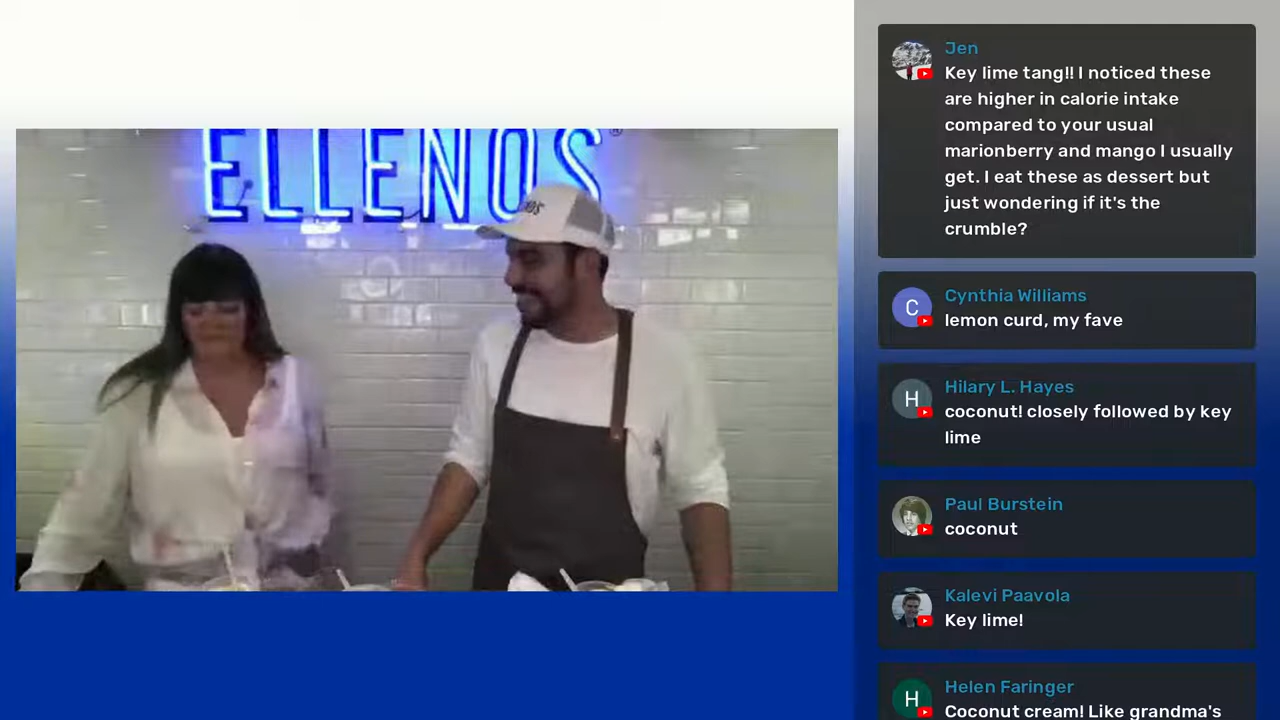 ELLENOS®
Jen
Key lime tang!! I noticed these
are higher in calorie intake
compared to your usual
marionberry and mango I usually
get. I eat these as dessert but
just wondering if it's the
crumble?
C
Cynthia Williams
lemon curd, my fave
H
Hilary L. Hayes
coconut! closely followed by key
lime
Paul Burstein
coconut
Kalevi Paavola
Key lime!
H
Helen Faringer
Coconut cream! Like grandma's